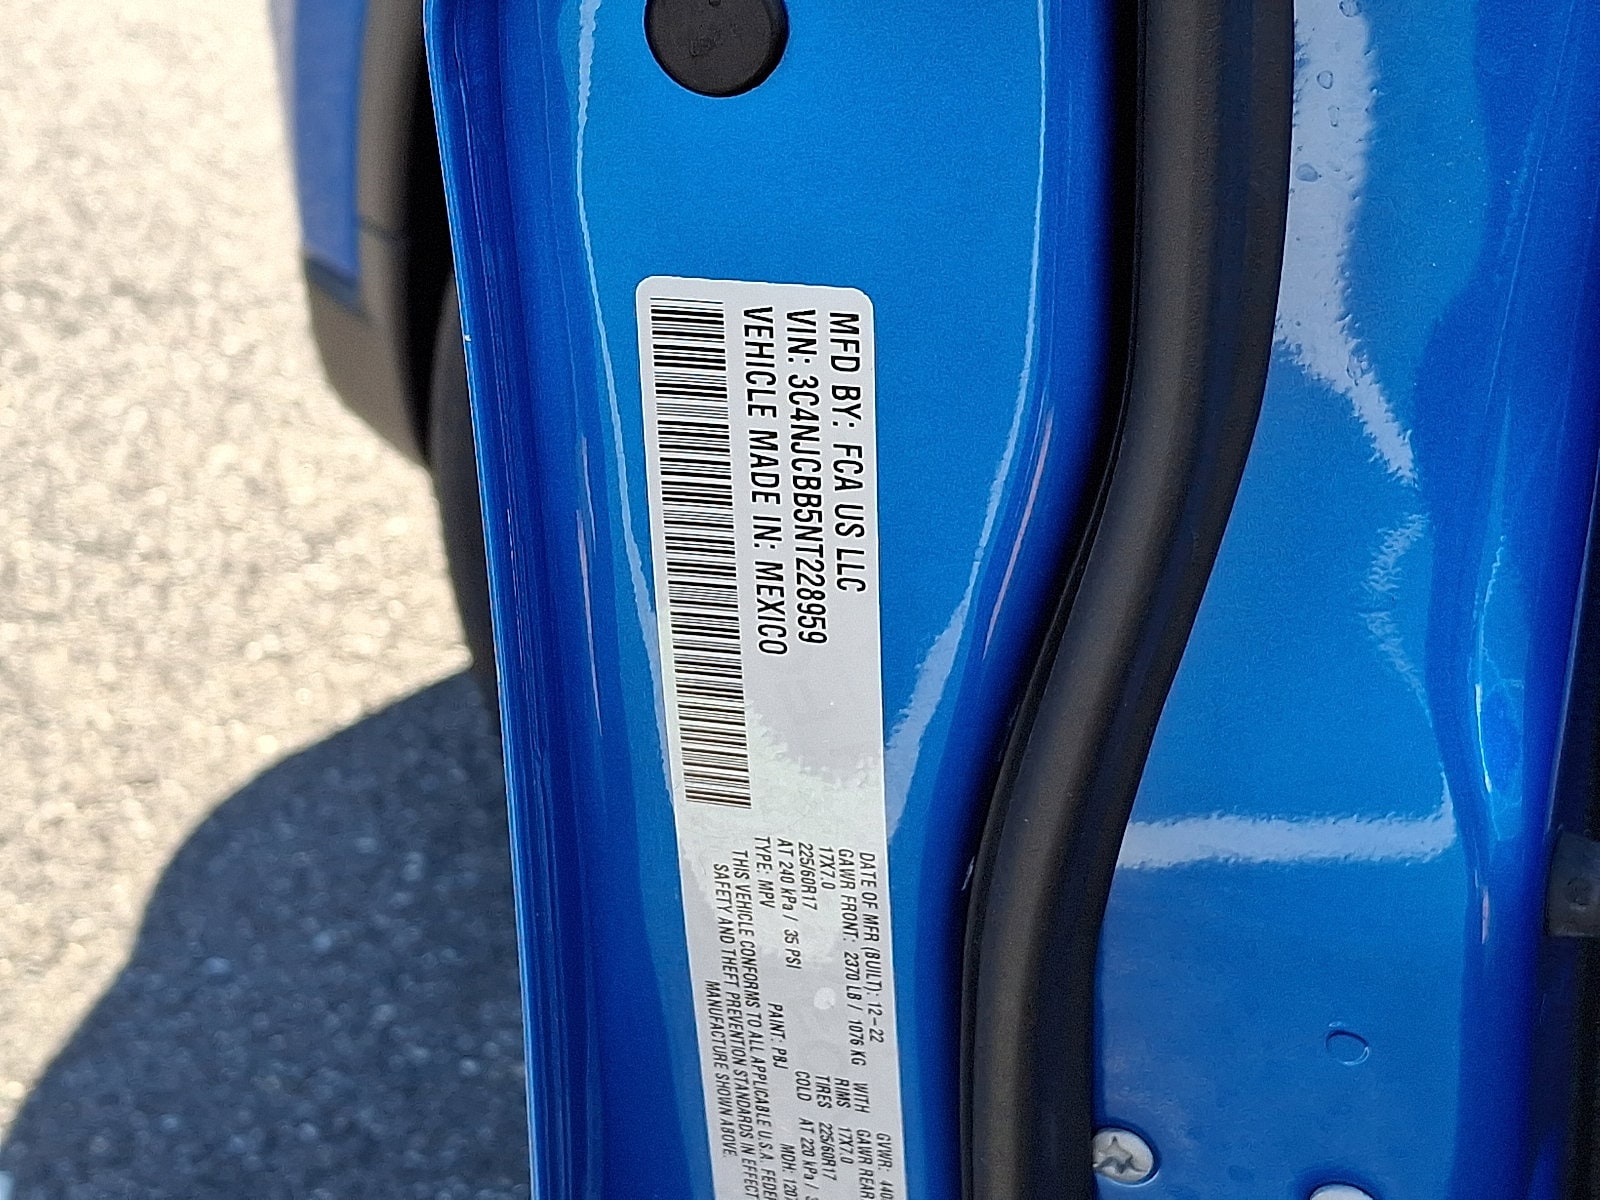 MFD BY: FCA US LLC
VIN: 3C4NJCBB5NT228959
VEHICLE MADE IN: MEXICO
DATE OF MFR (BUILT): 12-22 GVWR:
GAWR FRONT: 2370 LB / 1076 KG WITH GAWR REAR
17X7.0 RIMS 17X7.0
225/60R17 TIRES 225/60R17
AT 240 kPa / 35 PSI COLD AT 220 kPa /
TYPE: MPV PAINT: PBJ MDH:
THIS VEHICLE CONFORMS TO ALL APPLICABLE U.S.A.
SAFETY AND THEFT PREVENTION STANDARDS IN EFFECT
MANUFACTURE SHOWN ABOVE.